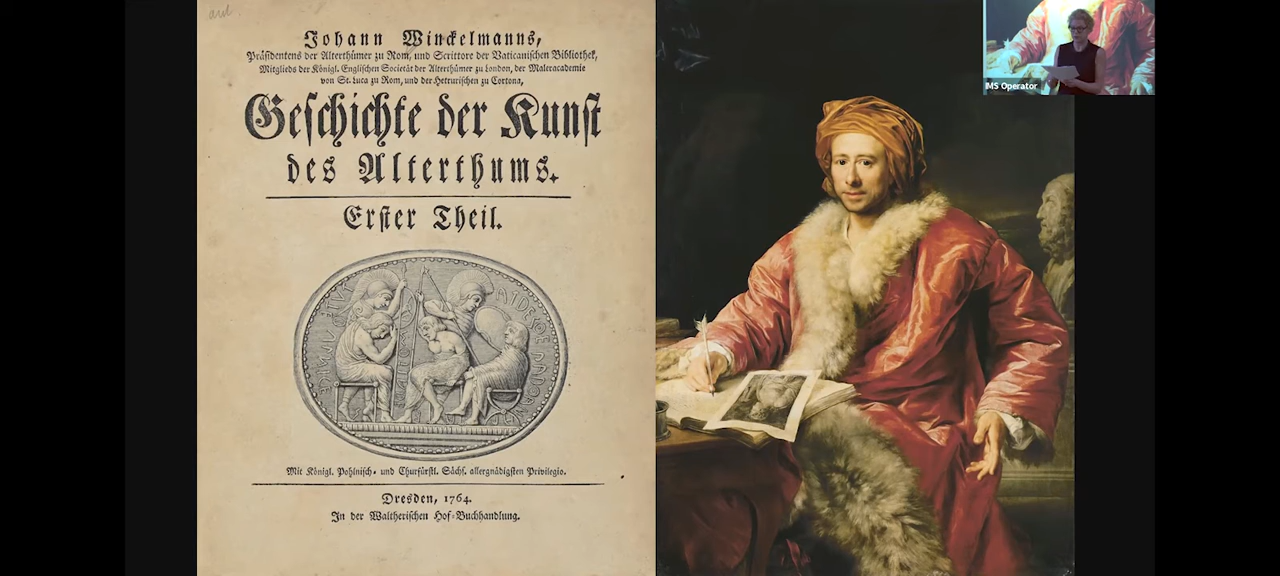 Johann Winckelmanns,
Präsidentens der Alterthümer zu Rom, und Scrittore der Vaticanischen Bibliothek,
Mitglieds der Königl. Englischen Societät der Alterthümer zu London, der Maleracademie
von St. Luca zu Rom, und der Hetrurischen zu Cortona,
Geschichte der Kunst
des Alterthums.
Erster Theil.
Mit Königl. Pohlnisch- und Churfürstl. Sächs. allergnädigsten Privilegio.
Dresden, 1764.
In der Waltherischen Hof-Buchhandlung.
IMS Operator